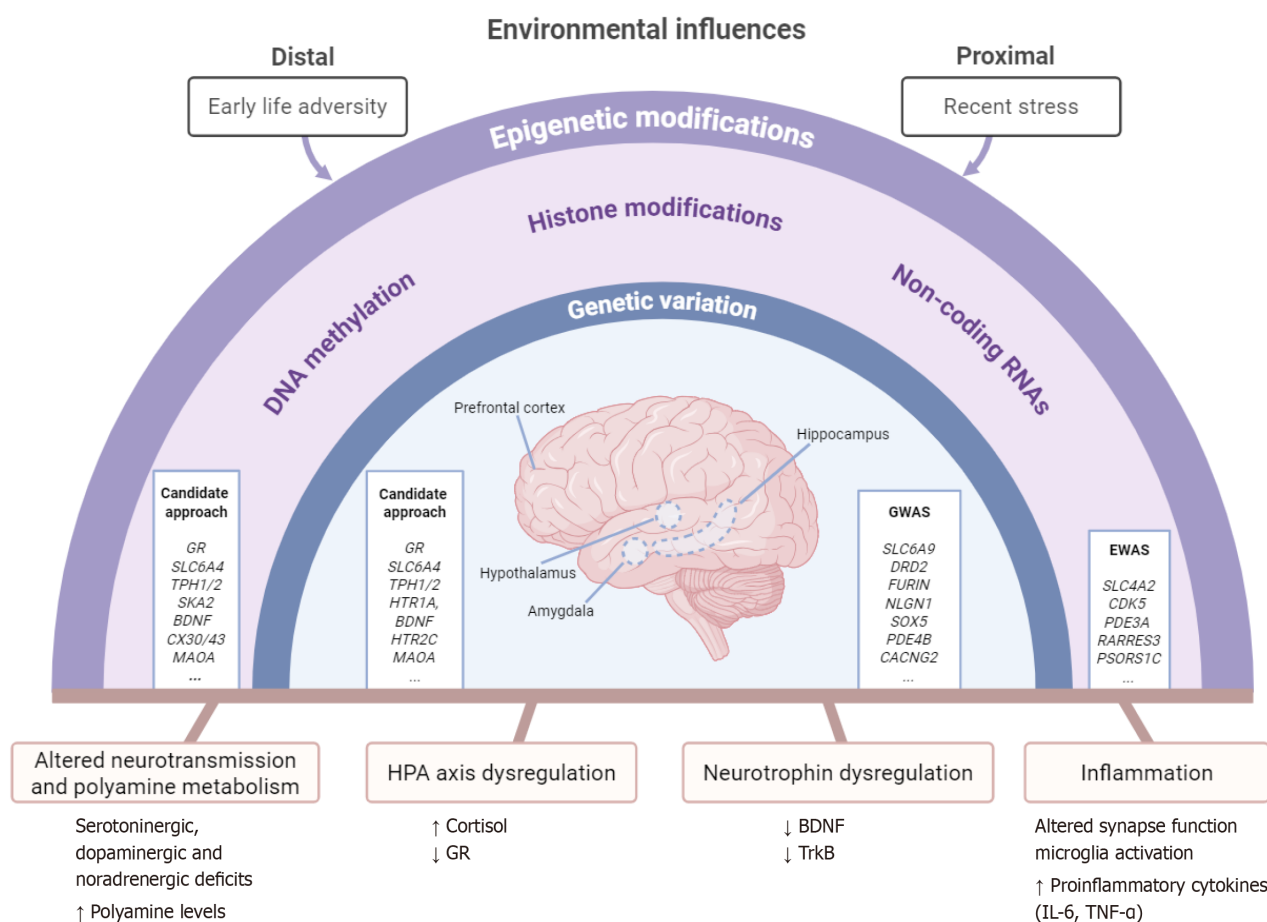 Environmental influences
Distal
Early life adversity
Proximal
Recent stress
Epigenetic modifications
Histone modifications
DNA methylation
Non-coding RNAs
Genetic variation
Prefrontal cortex
Hippocampus
Hypothalamus
Amygdala
Candidate
approach
GR
SLC6A4
TPH1/2
SKA2
BDNF
CX30/43
MAOA
...
Candidate
approach
GR
SLC6A4
TPH1/2
HTR1A,
BDNF
HTR2C
MAOA
...
GWAS
SLC6A9
DRD2
FURIN
NLGN1
SOX5
PDE4B
CACNG2
...
EWAS
SLC4A2
CDK5
PDE3A
RARRES3
PSORS1C
...
Altered neurotransmission
and polyamine metabolism
Serotoninergic,
dopaminergic and
noradrenergic deficits
↑ Polyamine levels
HPA axis dysregulation
↑ Cortisol
↓ GR
Neurotrophin dysregulation
↓ BDNF
↓ TrkB
Inflammation
Altered synapse function
microglia activation
↑ Proinflammatory cytokines
(IL-6, TNF-α)